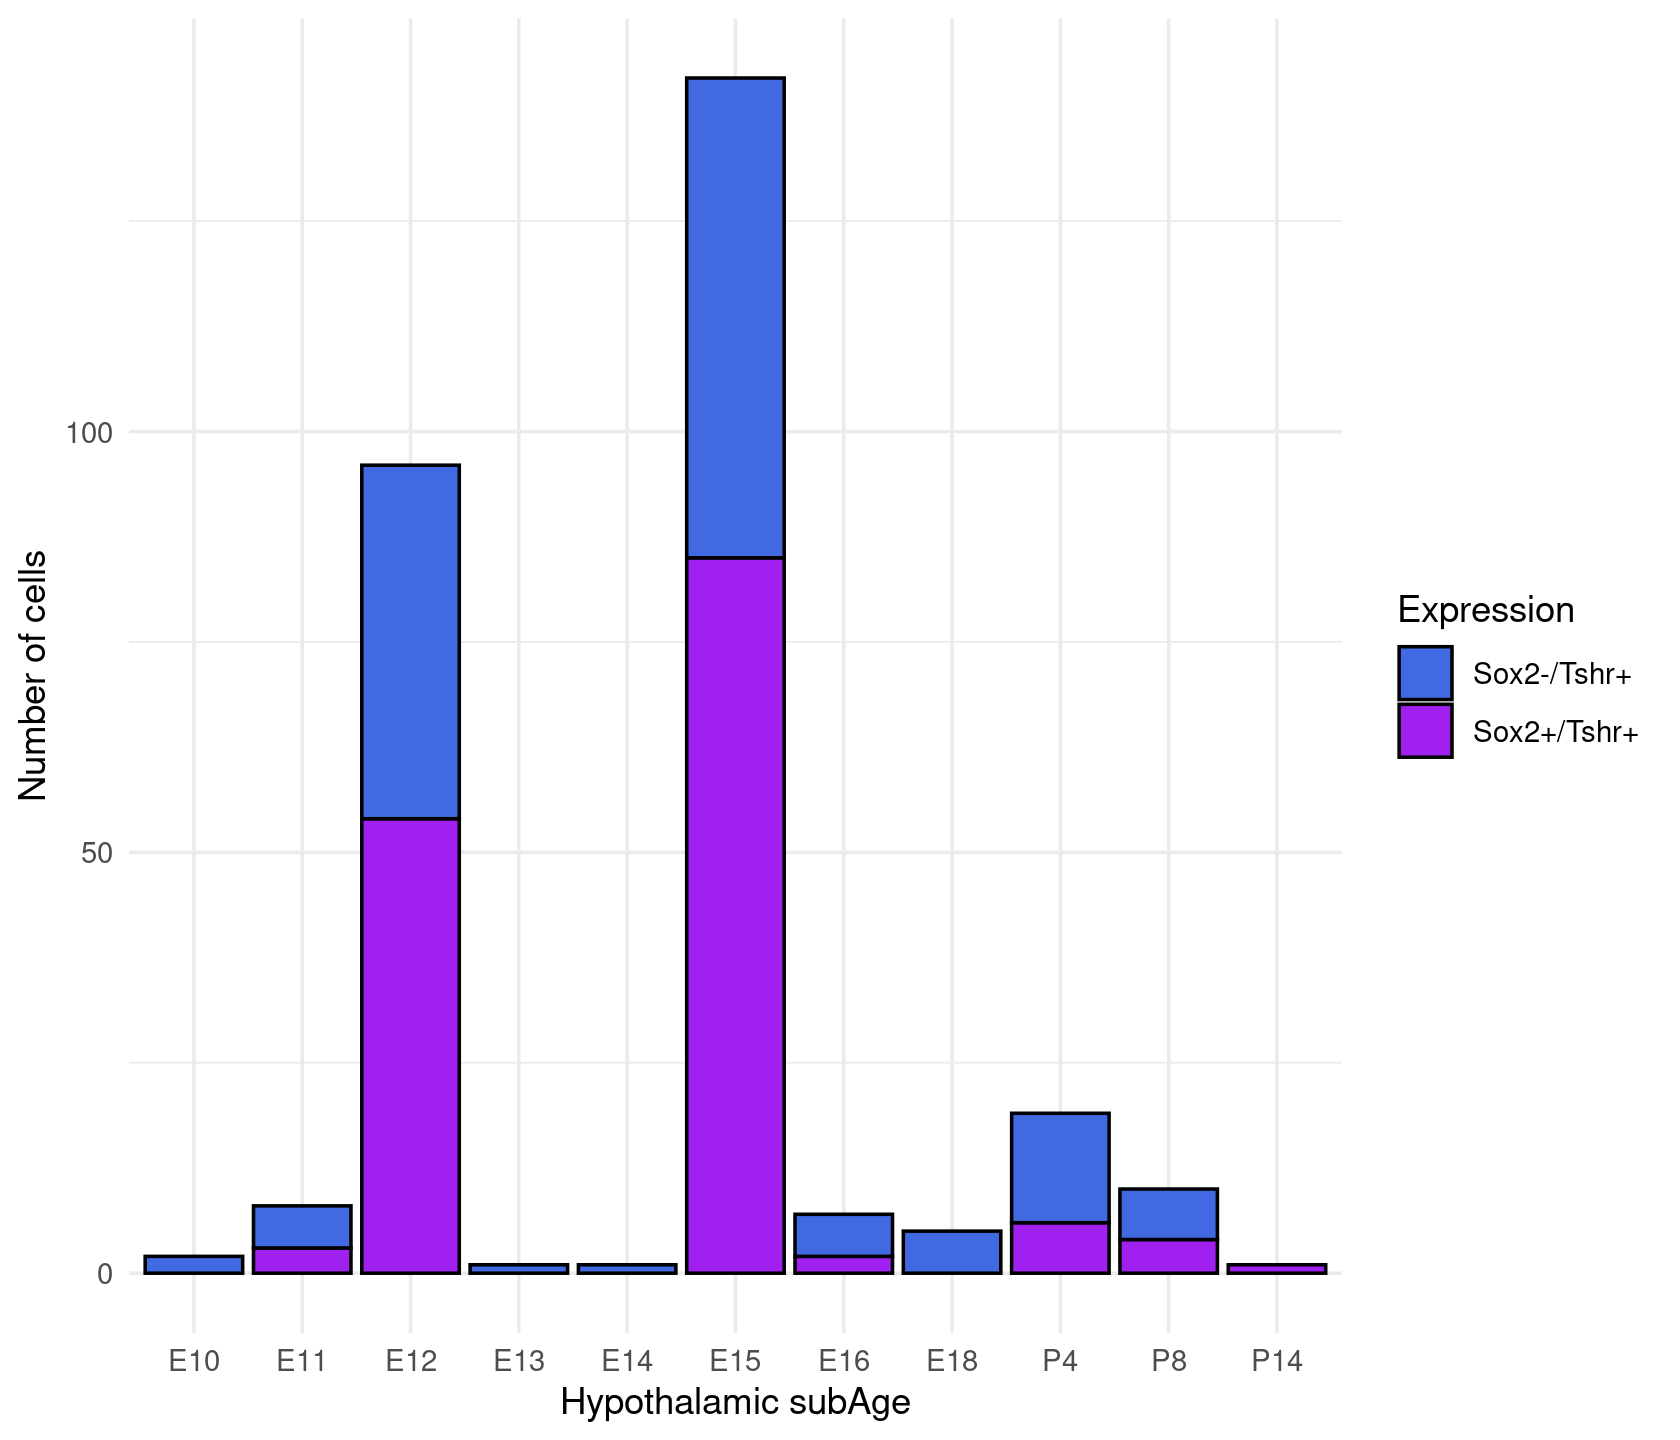 Number of cells
100
50
0
E10 E11 E12 E13 E14 E15 E16 E18 P4 P8 P14
Hypothalamic subAge
Expression
Sox2-/Tshr+
Sox2+/Tshr+